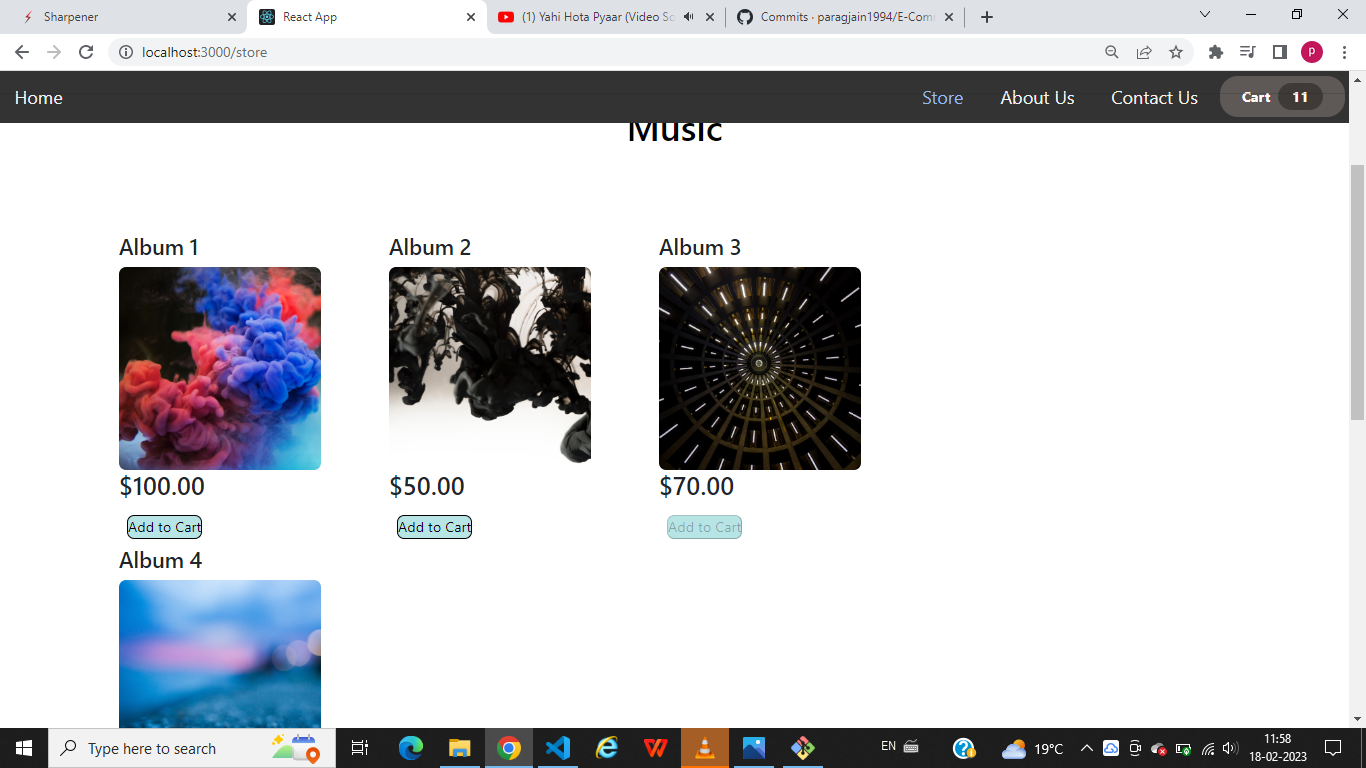 Sharpener
React App
(1) Yahi Hota Pyaar (Video So
Commits · paragjain1994/E-Com
localhost:3000/store
P
Home
Store
About Us
Contact Us
Cart 11
Music
Album 1
Album 2
Album 3
$100.00
$50.00
$70.00
Add to Cart
Add to Cart
Add to Cart
Album 4
Type here to search
EN
19°C
11:58
18-02-2023